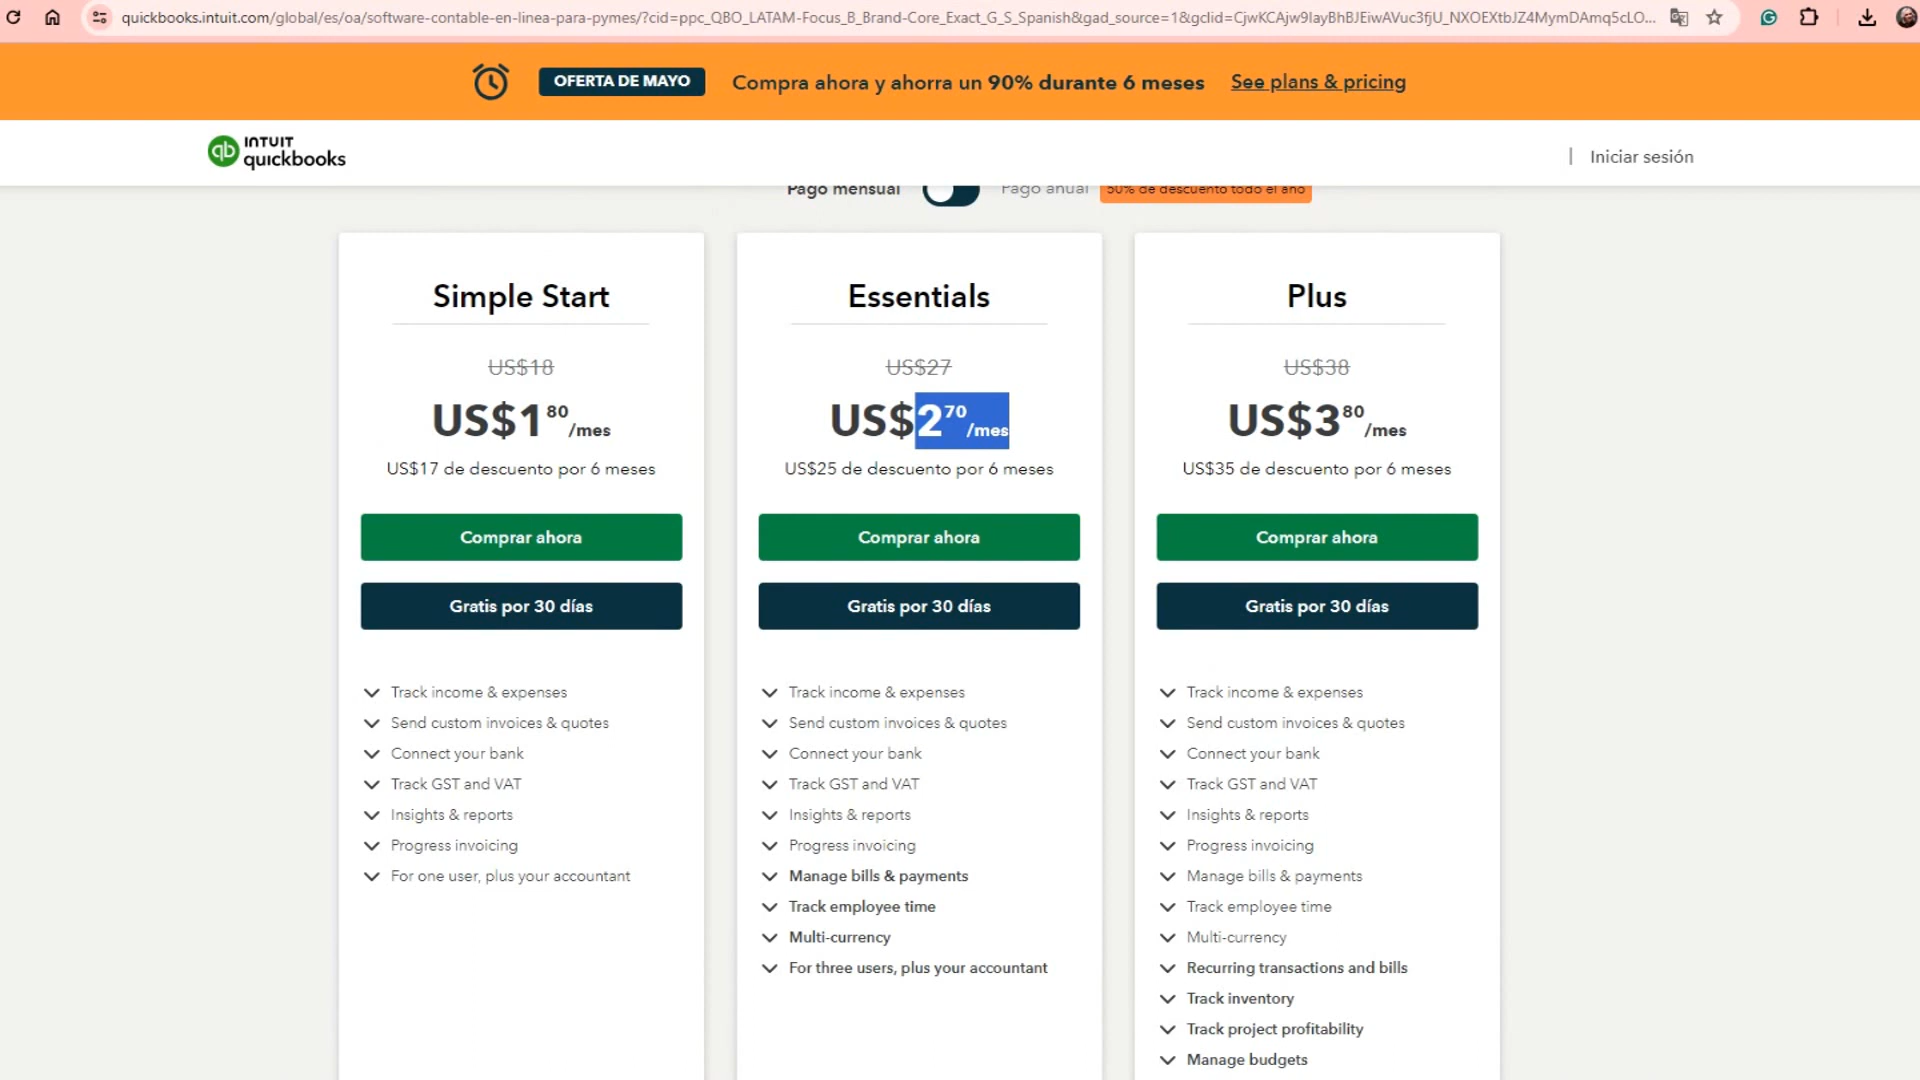 quickbooks.intuit.com/global/es/oa/software-contable-en-linea-para-pymes/?cid=ppc_QBO_LATAM-Focus_B_Brand-Core_Exact_G_S_Spanish&gad_source=1&gclid=CjwKCAjw9IayBhBJEiwAVuc3fjU_NXOEXtbJZ4MymDAmq5cLO...
OFERTA DE MAYO Compra ahora y ahorra un 90% durante 6 meses See plans & pricing
INTUIT
quickbooks
| Iniciar sesión
Pago mensual Pago anual 50% de descuento todo el año
Simple Start
US$18
US$1 80 /mes
US$17 de descuento por 6 meses
Comprar ahora
Gratis por 30 días
Track income & expenses
Send custom invoices & quotes
Connect your bank
Track GST and VAT
Insights & reports
Progress invoicing
For one user, plus your accountant
Essentials
US$27
US$2 70 /mes
US$25 de descuento por 6 meses
Comprar ahora
Gratis por 30 días
Track income & expenses
Send custom invoices & quotes
Connect your bank
Track GST and VAT
Insights & reports
Progress invoicing
Manage bills & payments
Track employee time
Multi-currency
For three users, plus your accountant
Plus
US$38
US$3 80 /mes
US$35 de descuento por 6 meses
Comprar ahora
Gratis por 30 días
Track income & expenses
Send custom invoices & quotes
Connect your bank
Track GST and VAT
Insights & reports
Progress invoicing
Manage bills & payments
Track employee time
Multi-currency
Recurring transactions and bills
Track inventory
Track project profitability
Manage budgets